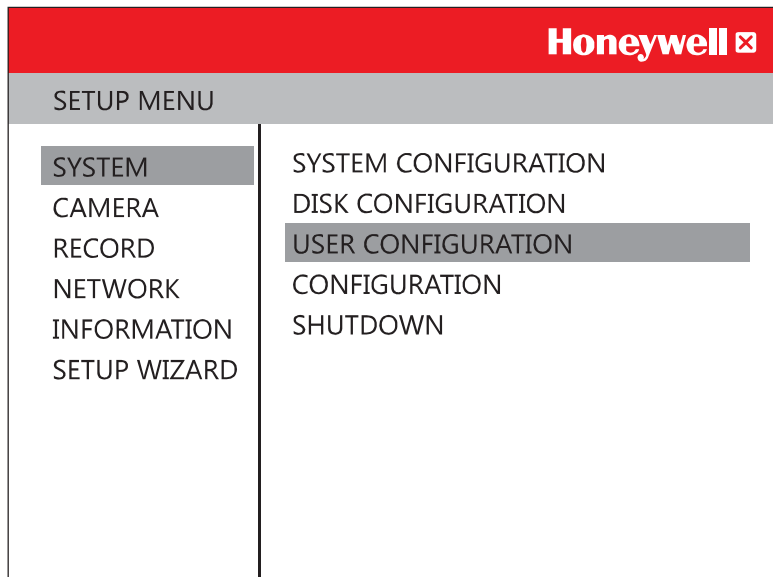 Honeywell
SETUP MENU
SYSTEM
CAMERA
RECORD
NETWORK
INFORMATION
SETUP WIZARD
SYSTEM CONFIGURATION
DISK CONFIGURATION
USER CONFIGURATION
CONFIGURATION
SHUTDOWN